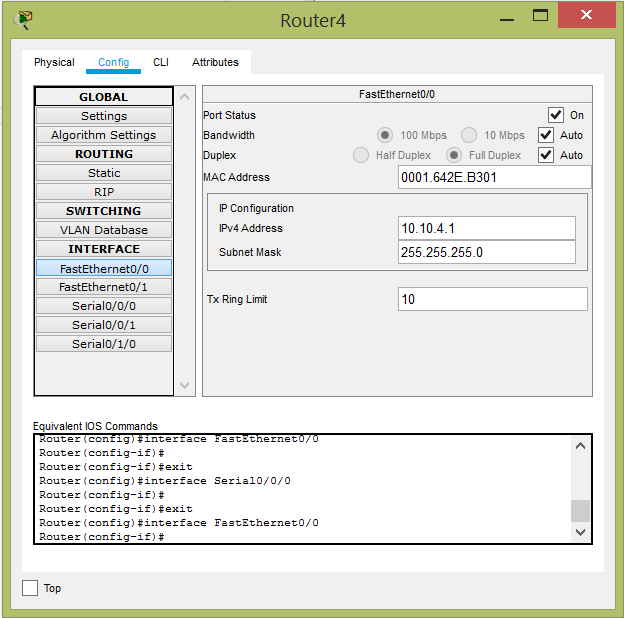 Router4
Physical Config CLI Attributes
GLOBAL
Settings
Algorithm Settings
ROUTING
Static
RIP
SWITCHING
VLAN Database
INTERFACE
FastEthernet0/0
FastEthernet0/1
Serial0/0/0
Serial0/0/1
Serial0/1/0
FastEthernet0/0
Port Status On
Bandwidth 100 Mbps 10 Mbps Auto
Duplex Half Duplex Full Duplex Auto
MAC Address 0001.642E.B301
IP Configuration
IPv4 Address 10.10.4.1
Subnet Mask 255.255.255.0
Tx Ring Limit 10
Equivalent IOS Commands
Router(config)#interface FastEthernet0/0
Router(config-if)#
Router(config-if)#exit
Router(config)#interface Serial0/0/0
Router(config-if)#
Router(config-if)#exit
Router(config)#interface FastEthernet0/0
Router(config-if)#
Top